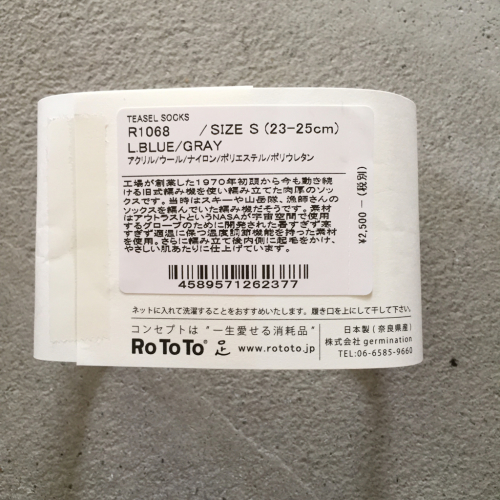 TEASEL SOCKS
R1068 /SIZE S (23-25cm)
L.BLUE/GRAY
アクリル/ウール/ナイロン/ポリエステル/ポリウレタン
工場が創業した1970年初頭から今も動き続
ける旧式編み機を使い編み立てた肉厚のソッ
クスです。当時はスキーや山岳隊、漁師さんの
ソックスを編んでいた編み機だそうです。素材
はアウトラストというNASAが宇宙空間で使用
するグローブのために開発された暑すぎず寒
すぎず適温に保つ温度調節機能を持った素材
を使用。さらに編み立て後内側に起毛をかけ、
やさしい肌あたりに仕上げています。
¥2,500 - (税別)
4589571262377
ネットに入れて洗濯することをおすすめいたします。履き口を上にして干して下さい。
コンセプトは "一生愛せる消耗品"
RoToTo 足 www.rototo.jp
日本製(奈良県産)
株式会社 germination
TEL:06-6585-9660